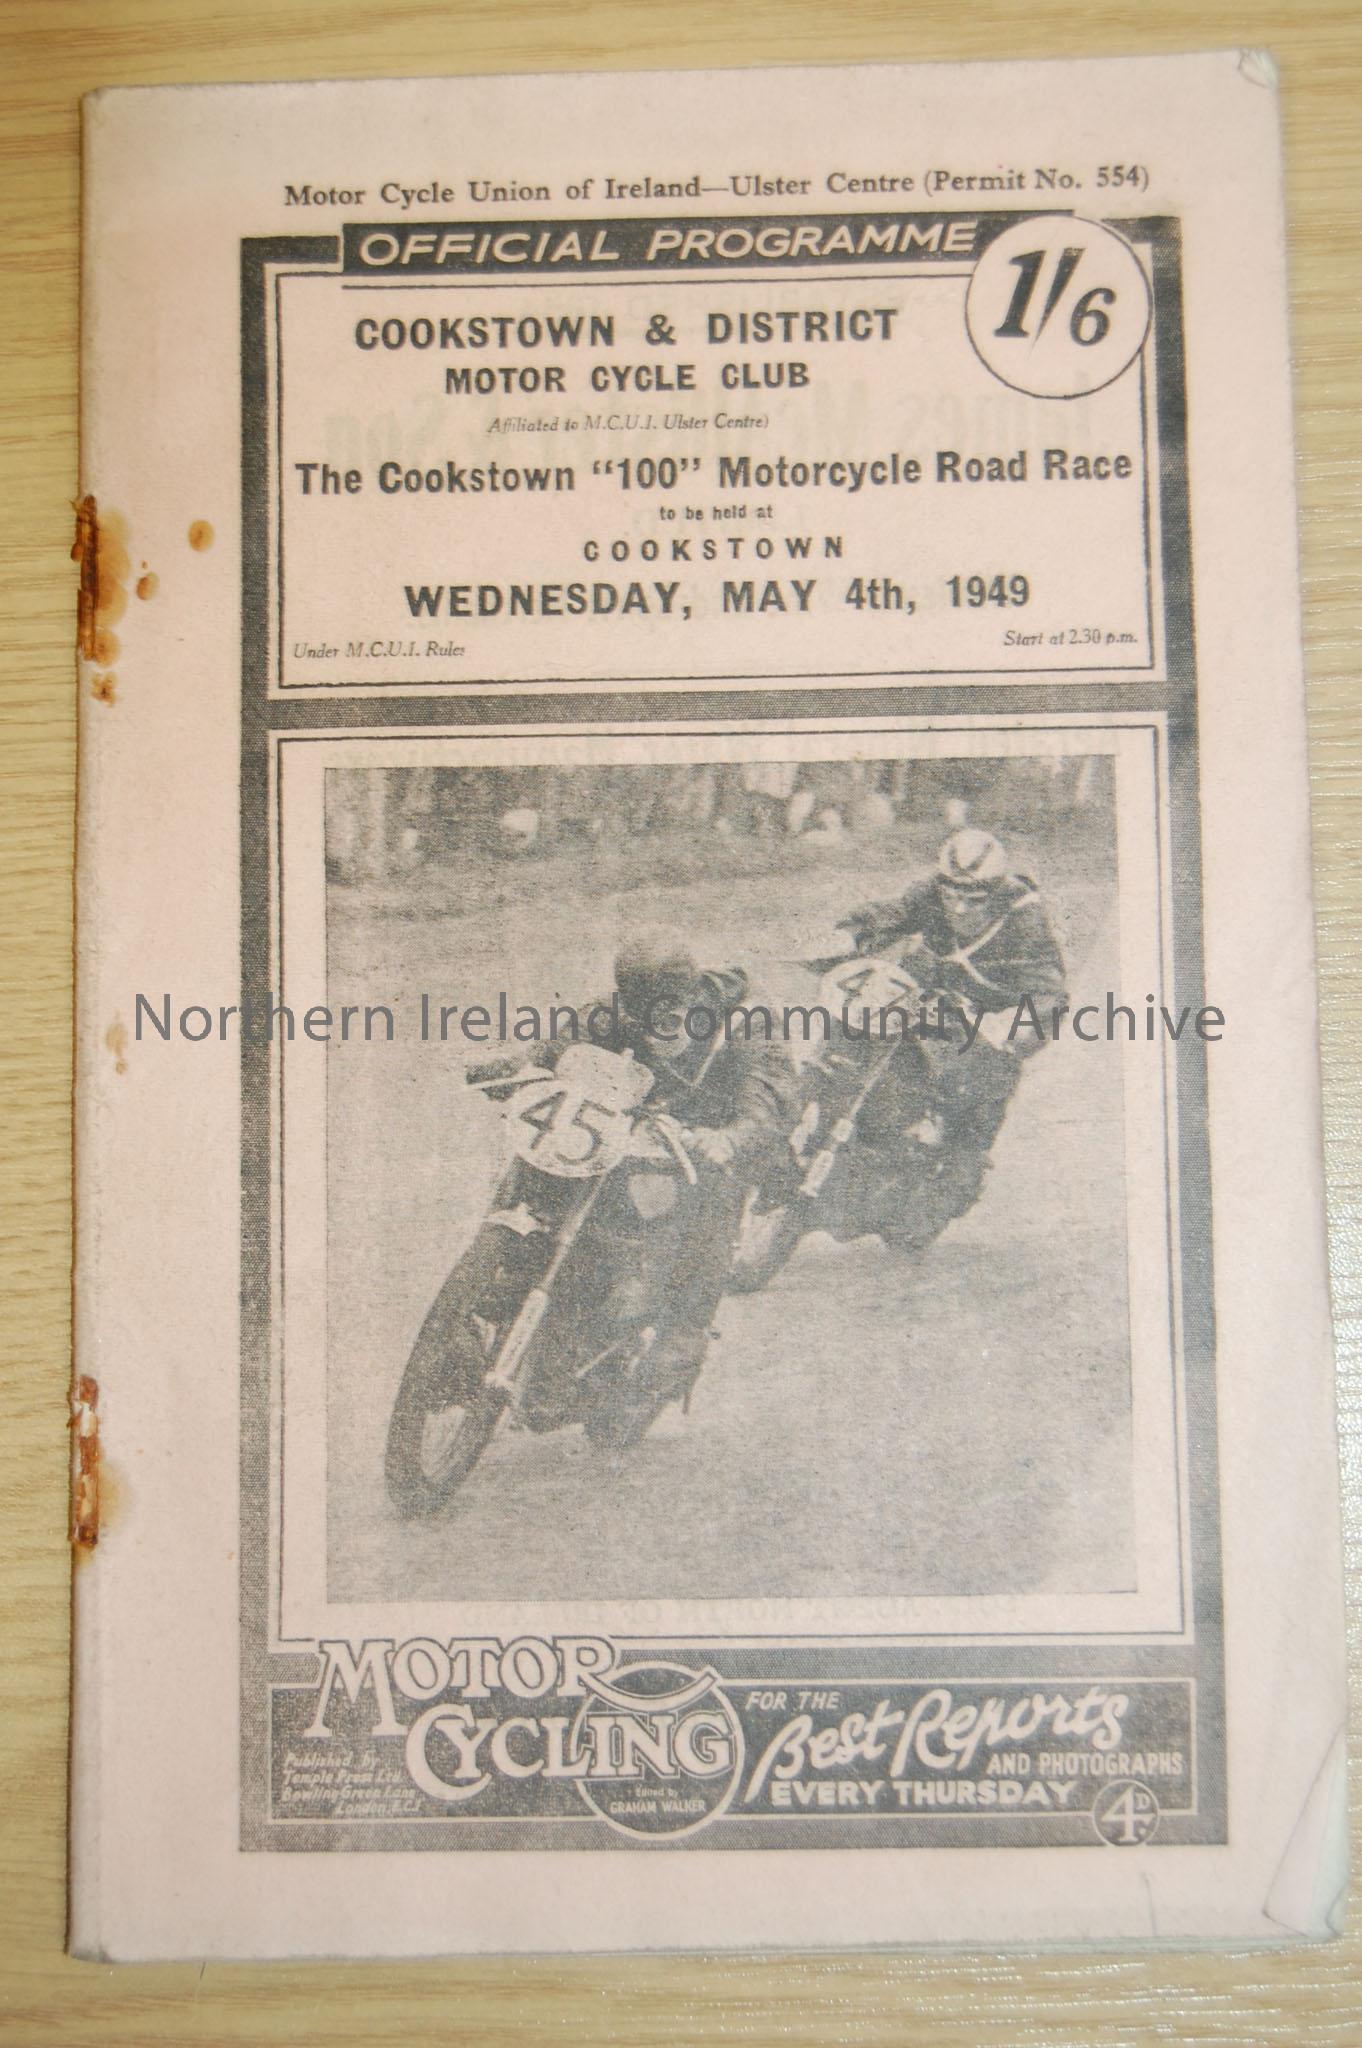 Motor Cycle Union of Ireland—Ulster Centre (Permit No. 554)
OFFICIAL PROGRAMME
1/6
COOKSTOWN & DISTRICT
MOTOR CYCLE CLUB
Affiliated to M.C.U.I. Ulster Centre)
The Cookstown "100" Motorcycle Road Race
to be held at
COOKSTOWN
WEDNESDAY, MAY 4th, 1949
Under M.C.U.I. Rules
Start at 2.30 p.m.
47
Northern Ireland Community Archive
45
MOTOR
CYCLING
Published by
Temple Press Ltd.
Bowling Green Lane
London, E.C.1
Edited by
GRAHAM WALKER
FOR THE
Best Reports
AND PHOTOGRAPHS
EVERY THURSDAY
4D